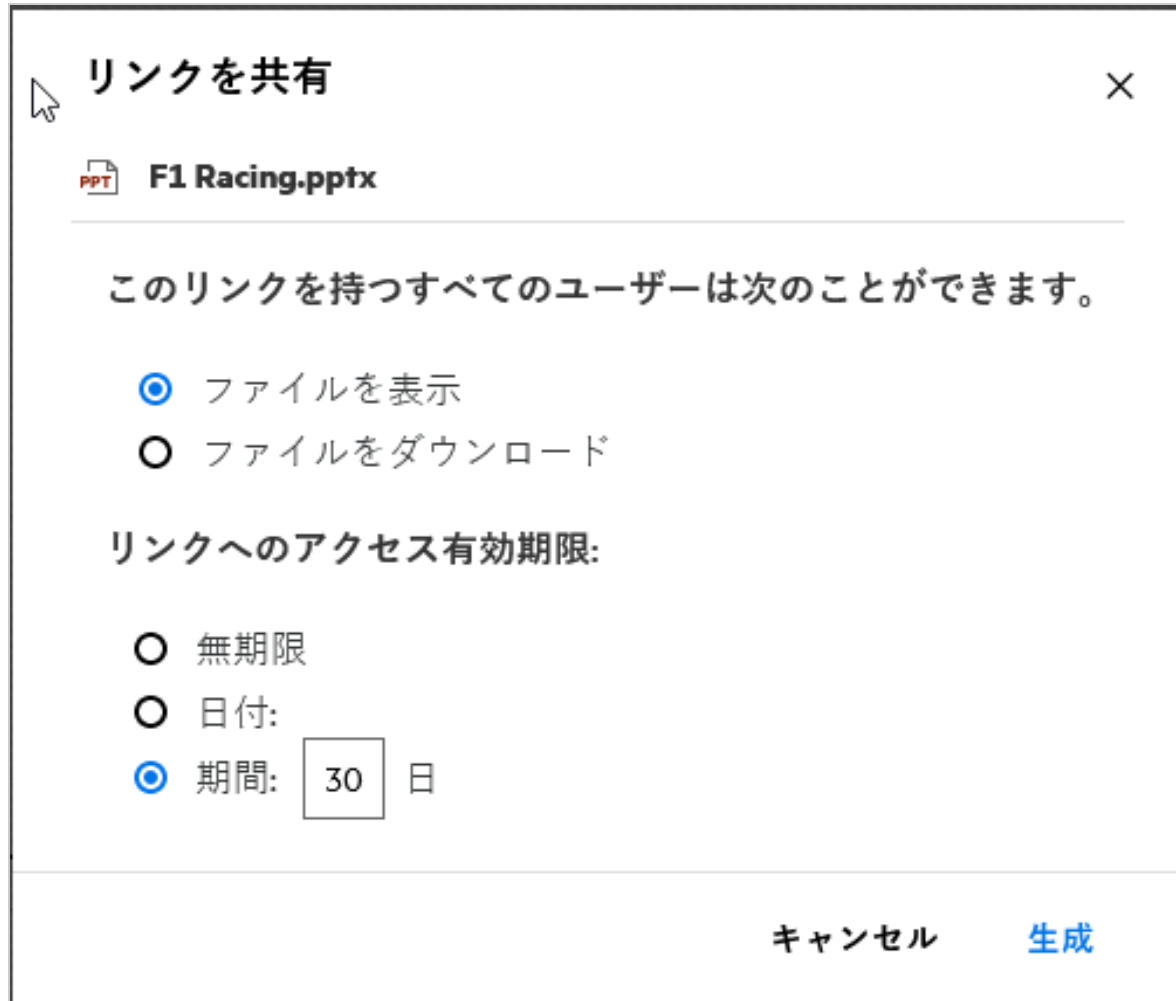 リンクを共有
PPT F1 Racing.pptx
このリンクを持つすべてのユーザーは次のことができます。
ファイルを表示
ファイルをダウンロード
リンクへのアクセス有効期限:
無期限
日付:
期間: 30 日
キャンセル 生成